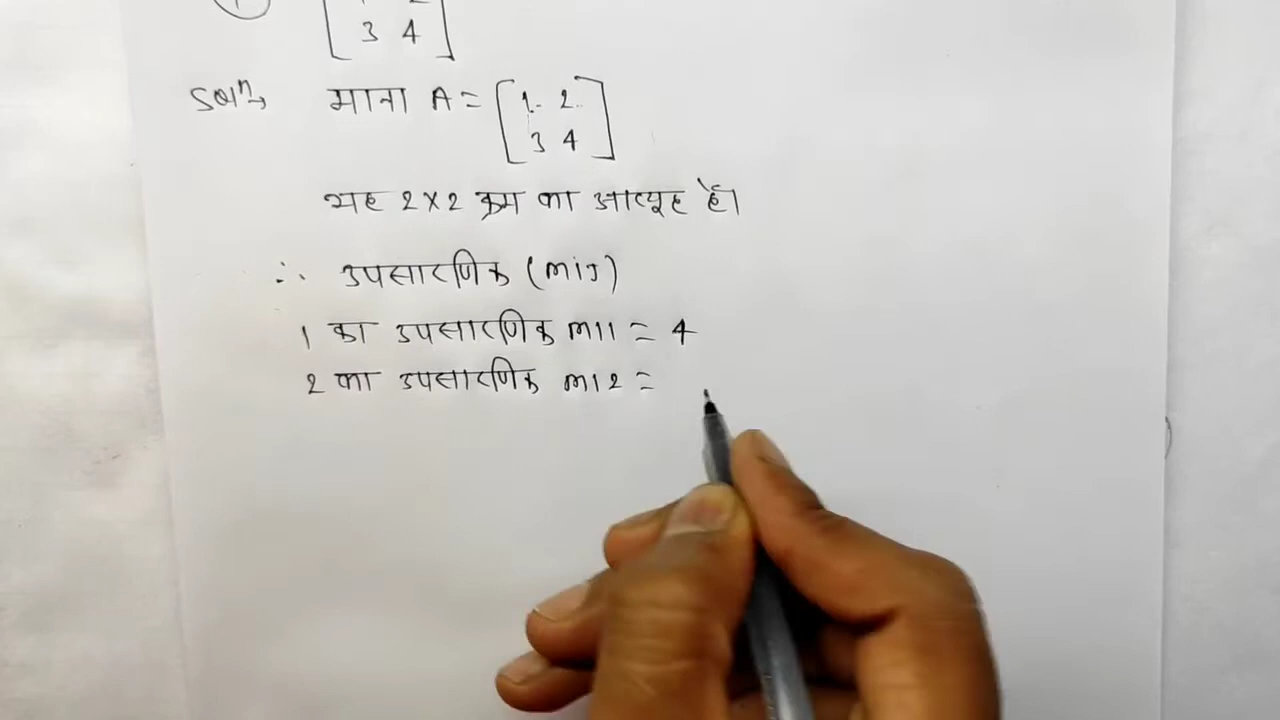 3 4
Solⁿ→ माना A = [1 2
3 4]
यह 2×2 क्रम का आव्यूह है।
∴ उपसारणिक (mij)
1 का उपसारणिक m11 = 4
2 का उपसारणिक m12 =